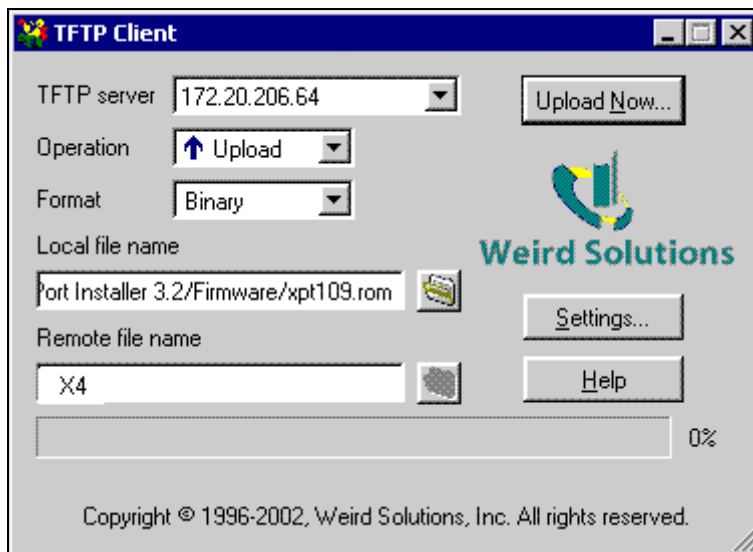 TFTP Client
TFTP server 172.20.206.64
Upload Now...
Operation Upload
Format Binary
Weird Solutions
Local file name
Port Installer 3.2/Firmware/xpt109.rom
Settings...
Remote file name
X4
Help
0%
Copyright © 1996-2002, Weird Solutions, Inc. All rights reserved.